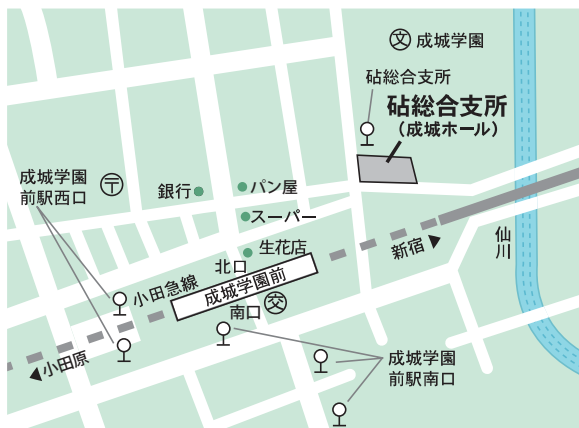 文
成城学園
砧総合支所
砧総合支所
（成城ホール）
成城学園
前駅西口
〒
銀行
パン屋
スーパー
生花店
北口
成城学園前
南口
交
小田急線
新宿
仙川
小田原
成城学園
前駅南口